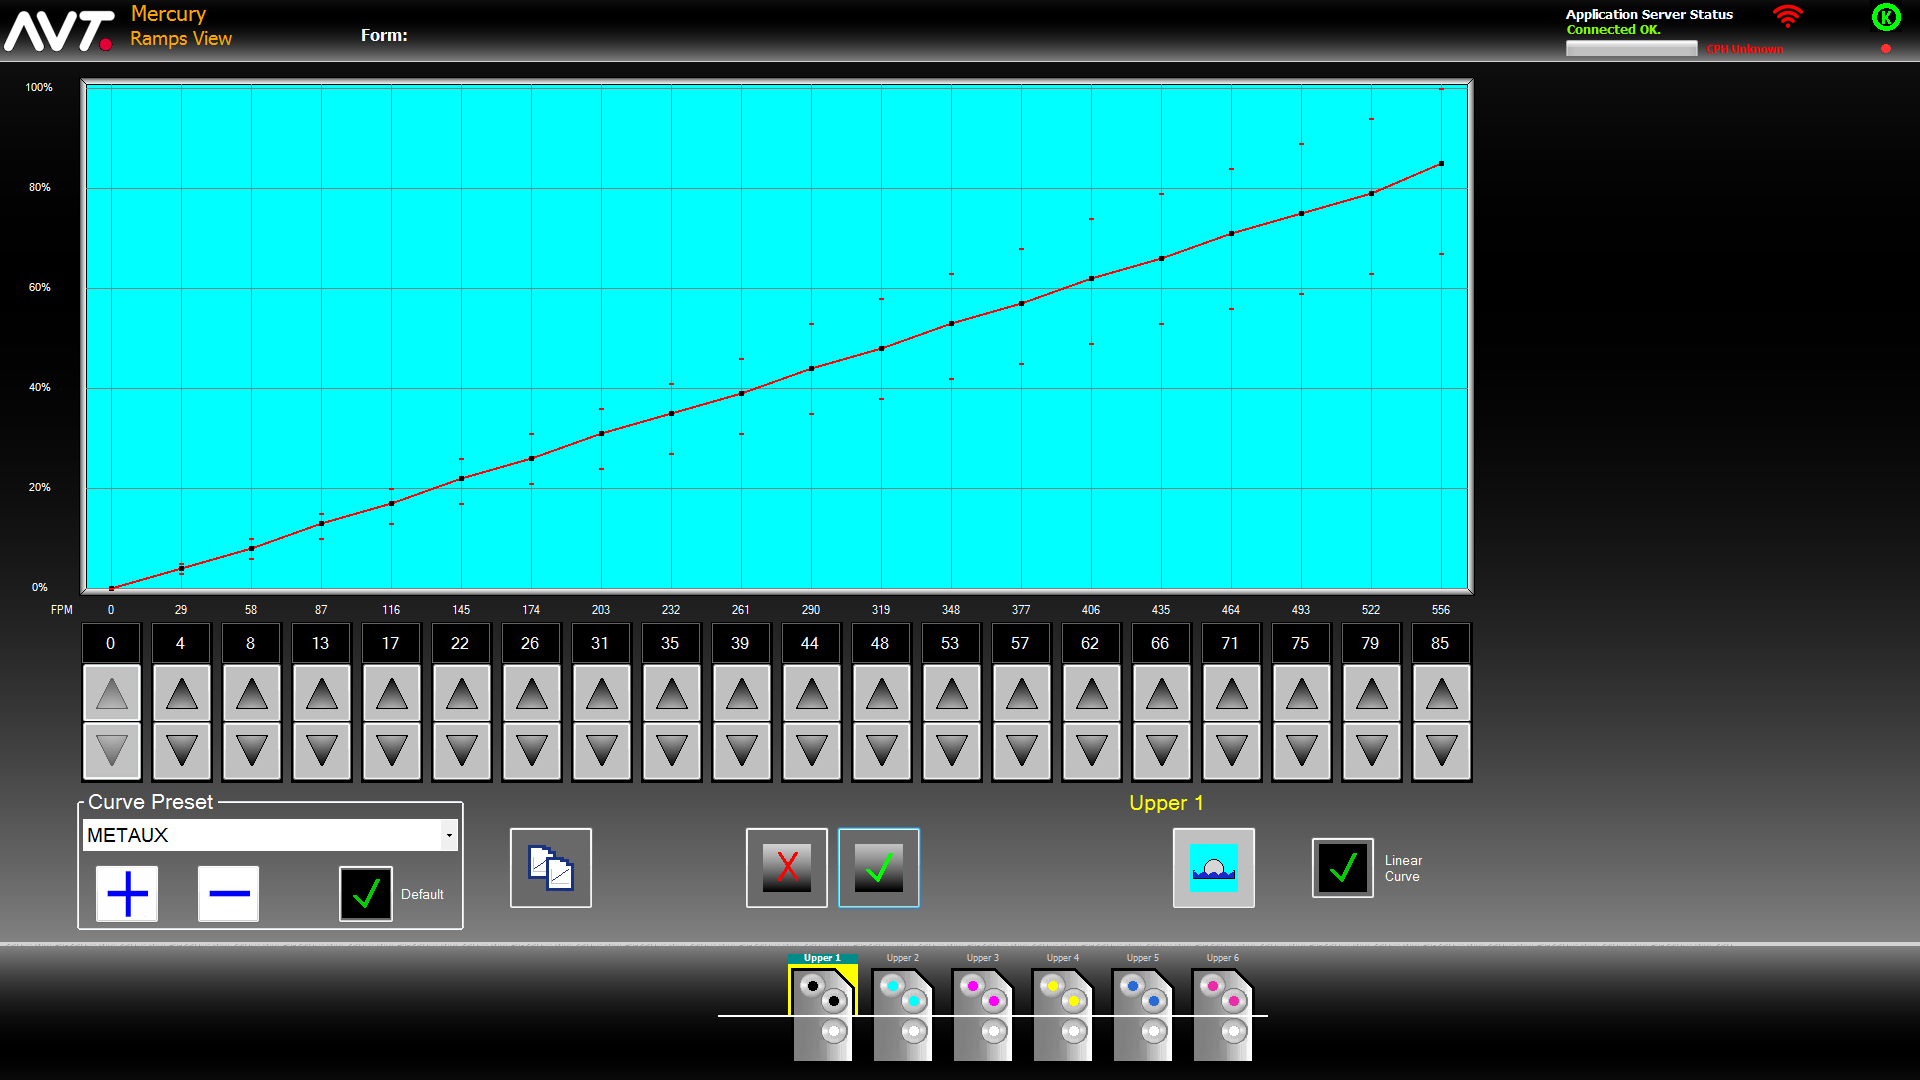 AVT
Mercury
Ramps View
Form:
Application Server Status
Connected OK.
CPH Unknown
K
100%
80%
60%
40%
20%
0%
FPM 0 29 58 87 116 145 174 203 232 261 290 319 348 377 406 435 464 493 522 556
0 4 8 13 17 22 26 31 35 39 44 48 53 57 62 66 71 75 79 85
Curve Preset
METAUX
Default
Upper 1
X
Linear
Curve
Upper 1 Upper 2 Upper 3 Upper 4 Upper 5 Upper 6